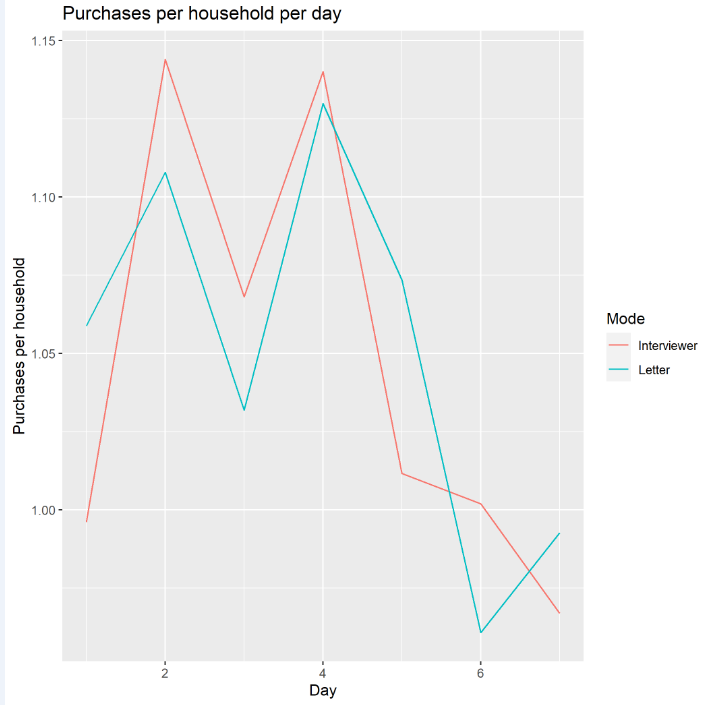 Purchases per household per day
1.15
1.10
1.05
1.00
Purchases per household
2
4
6
Day
Mode
Interviewer
Letter